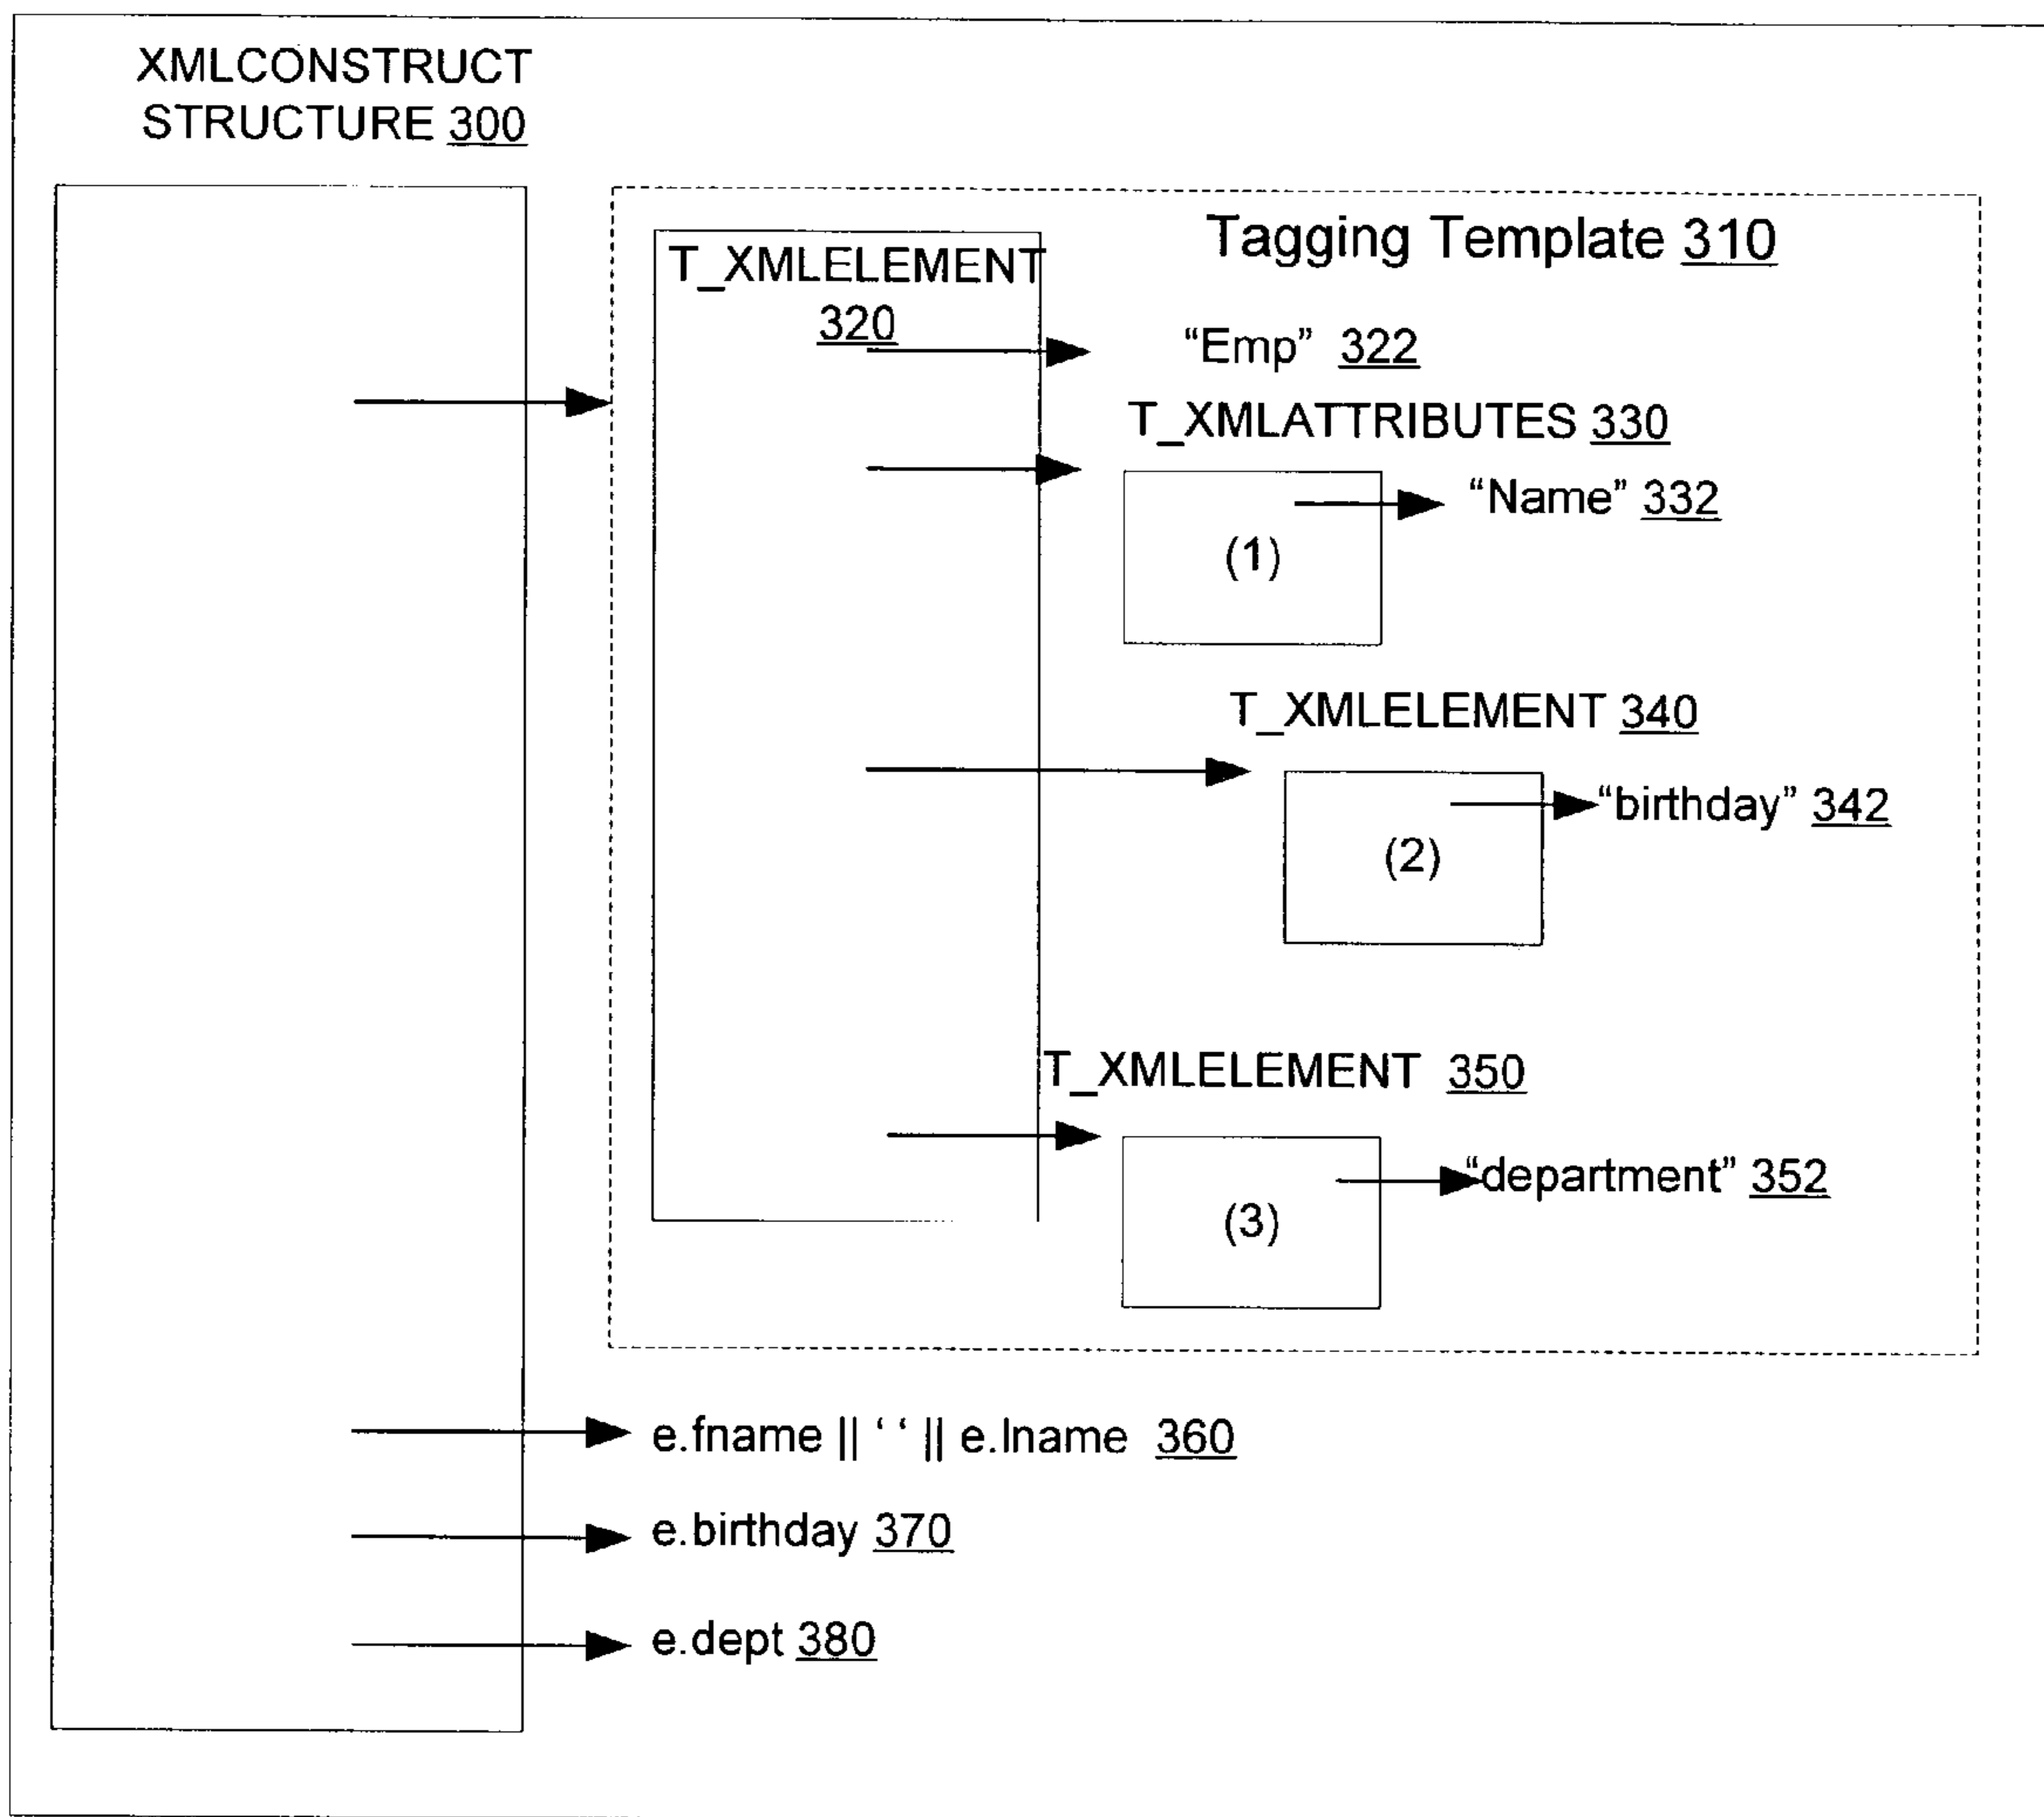 XMLCONSTRUCT
STRUCTURE 300
Tagging Template 310
T_XMLELEMENT
320
“Emp” 322
T_XMLATTRIBUTES 330
“Name” 332
(1)
T_XMLELEMENT 340
“birthday” 342
(2)
T_XMLELEMENT 350
“department” 352
(3)
e.fname || ‘ ‘ || e.lname 360
e.birthday 370
e.dept 380